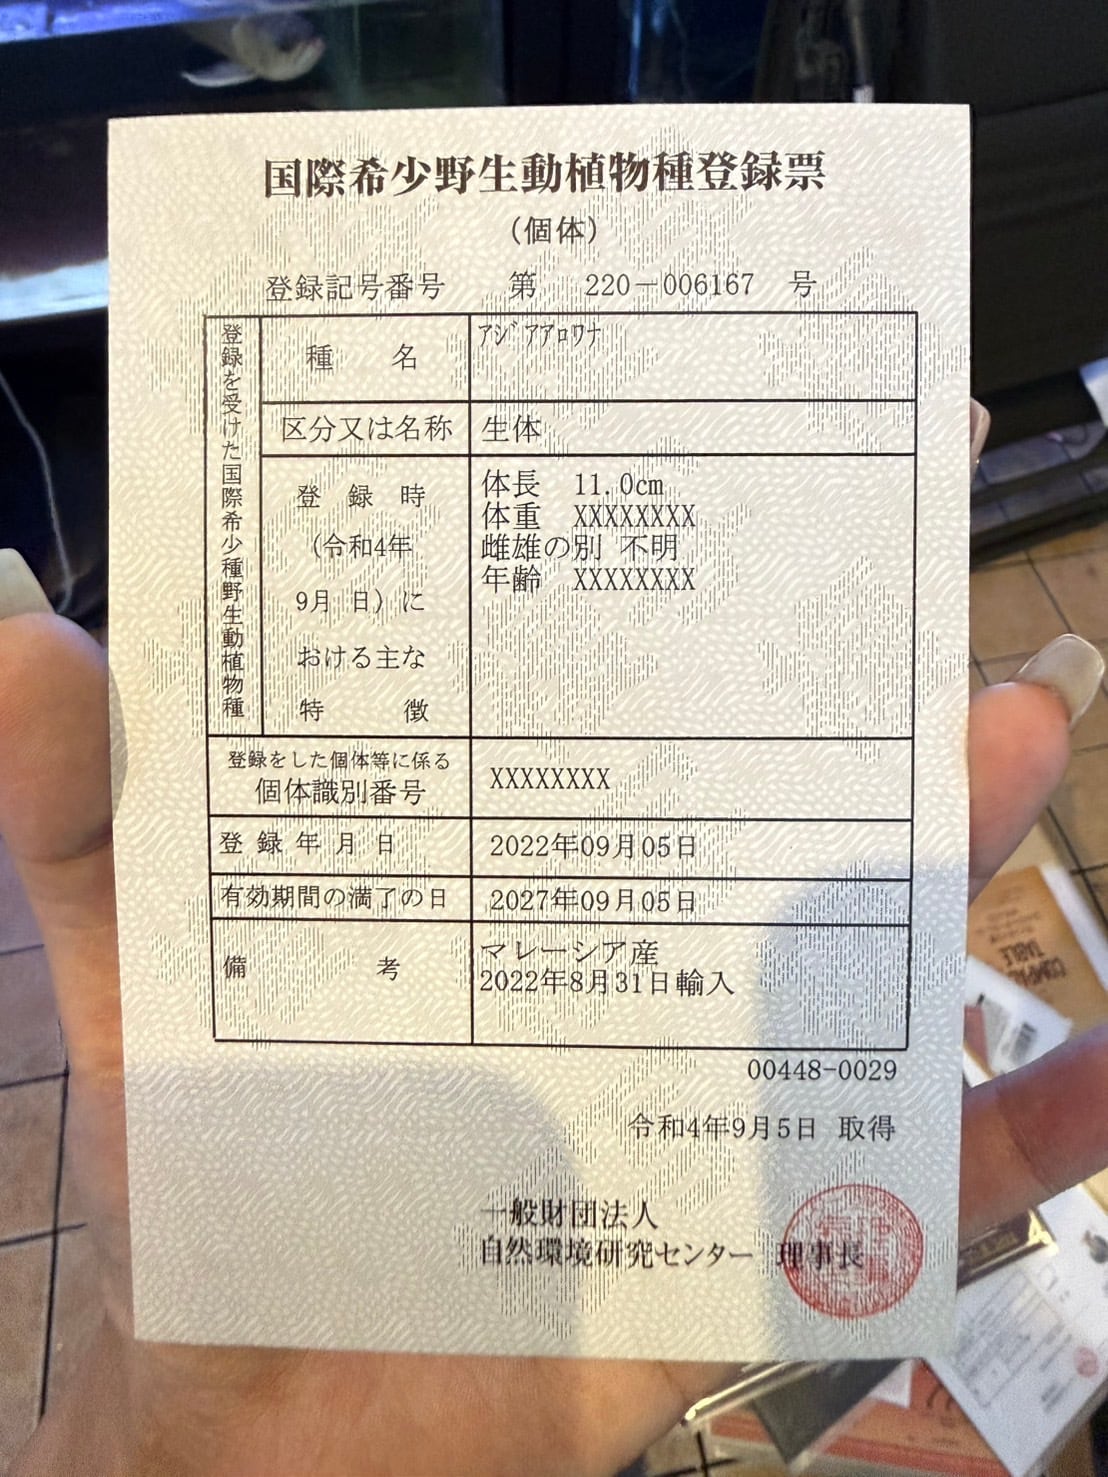 国際希少野生動植物種登録票
（個体）
登録記号番号 第 220－006167 号
登録を受けた国際希少種野生動植物種
種 名
ｱｼﾞｱｱﾛﾜﾅ
区分又は名称
生体
登 録 時
（令和4年
9月 日）に
おける主な
特 徴
体長 11.0cm
体重 XXXXXXXX
雌雄の別 不明
年齢 XXXXXXXX
登録をした個体等に係る
個体識別番号
XXXXXXXX
登 録 年 月 日
2022年09月05日
有効期間の満了の日
2027年09月05日
備 考
マレーシア産
2022年8月31日輸入
00448-0029
令和4年9月5日 取得
一般財団法人
自然環境研究センター 理事長
TABLE